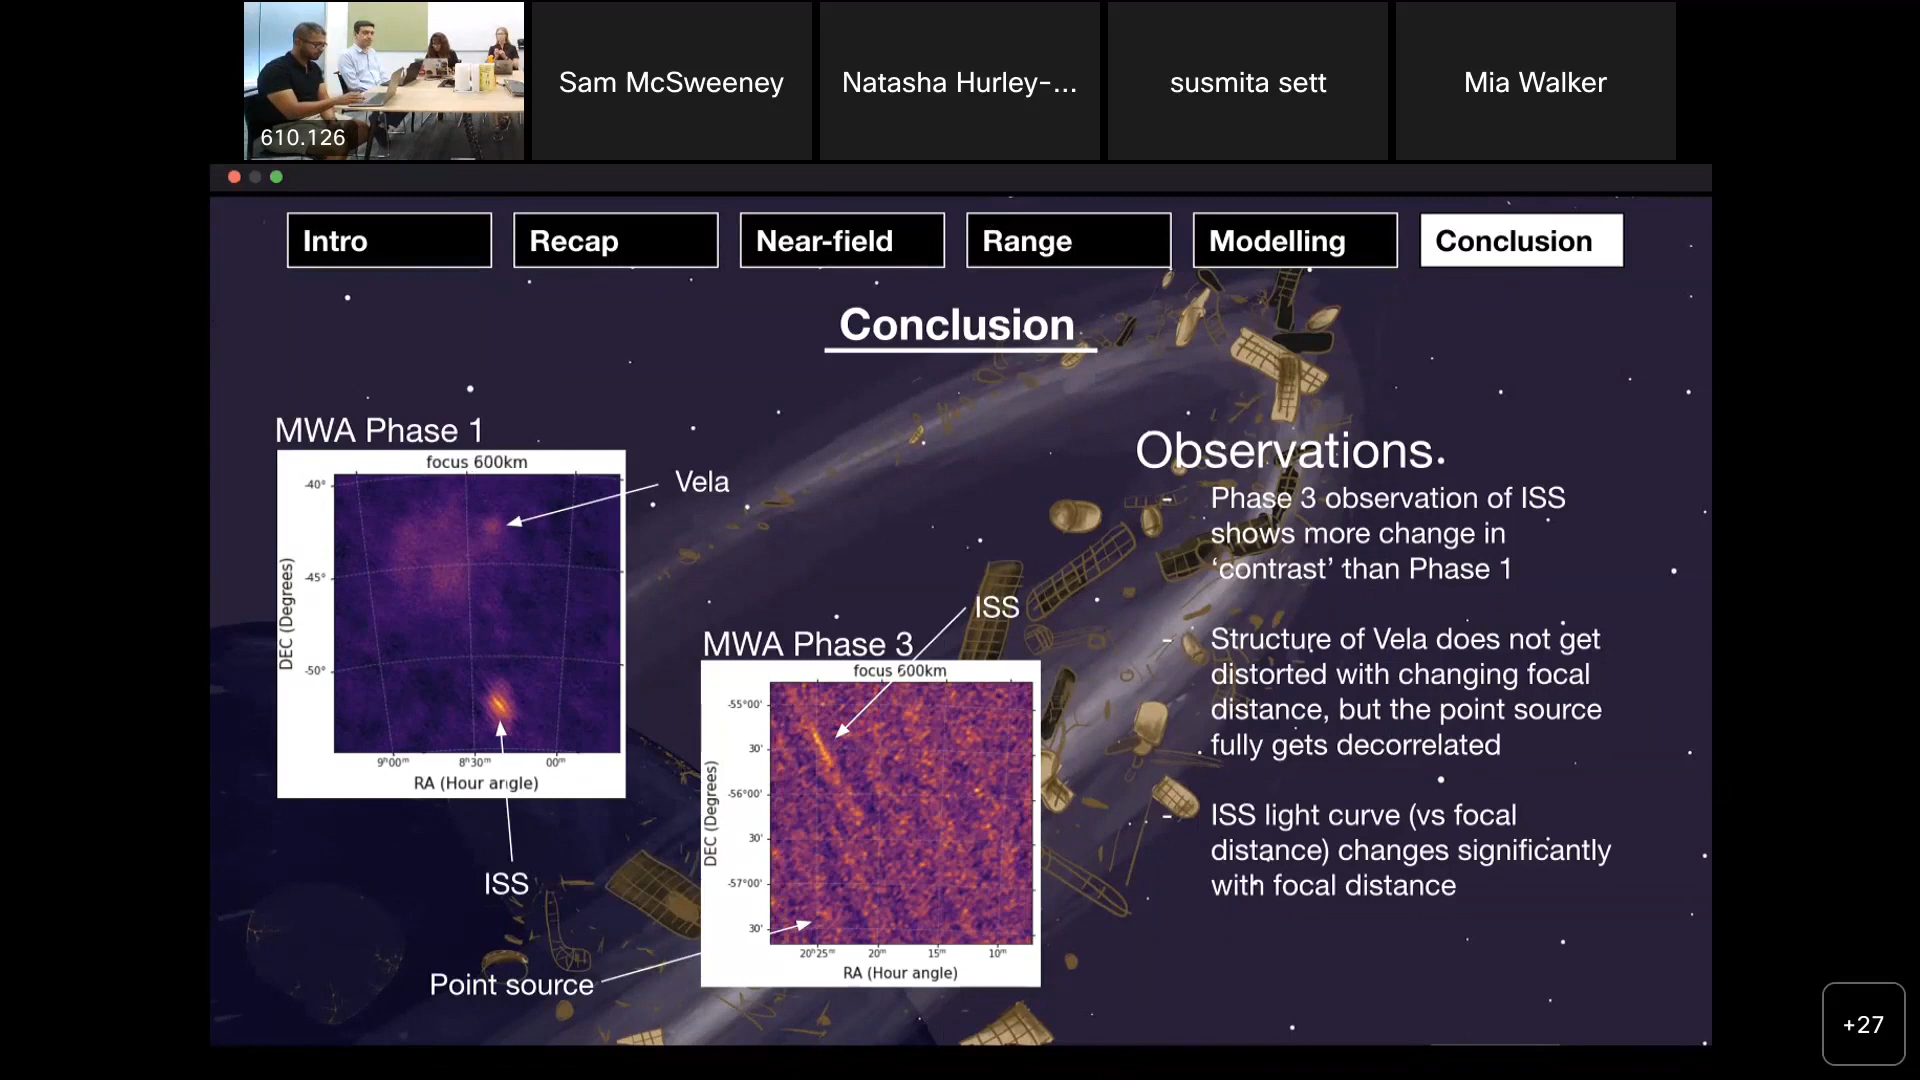 610.126
Sam McSweeney
Natasha Hurley-...
susmita sett
Mia Walker
Intro
Recap
Near-field
Range
Modelling
Conclusion
Conclusion
MWA Phase 1
focus 600km
Vela
-40°
-45°
-50°
DEC (Degrees)
9ʰ00ᵐ
8ʰ30ᵐ
00ᵐ
RA (Hour angle)
ISS
MWA Phase 3
focus 600km
ISS
-55°00'
30'
-56°00'
30'
-57°00'
30'
DEC (Degrees)
20ʰ25ᵐ
20ᵐ
15ᵐ
10ᵐ
RA (Hour angle)
Point source
Observations
- Phase 3 observation of ISS
shows more change in
‘contrast’ than Phase 1
- Structure of Vela does not get
distorted with changing focal
distance, but the point source
fully gets decorrelated
- ISS light curve (vs focal
distance) changes significantly
with focal distance
+27